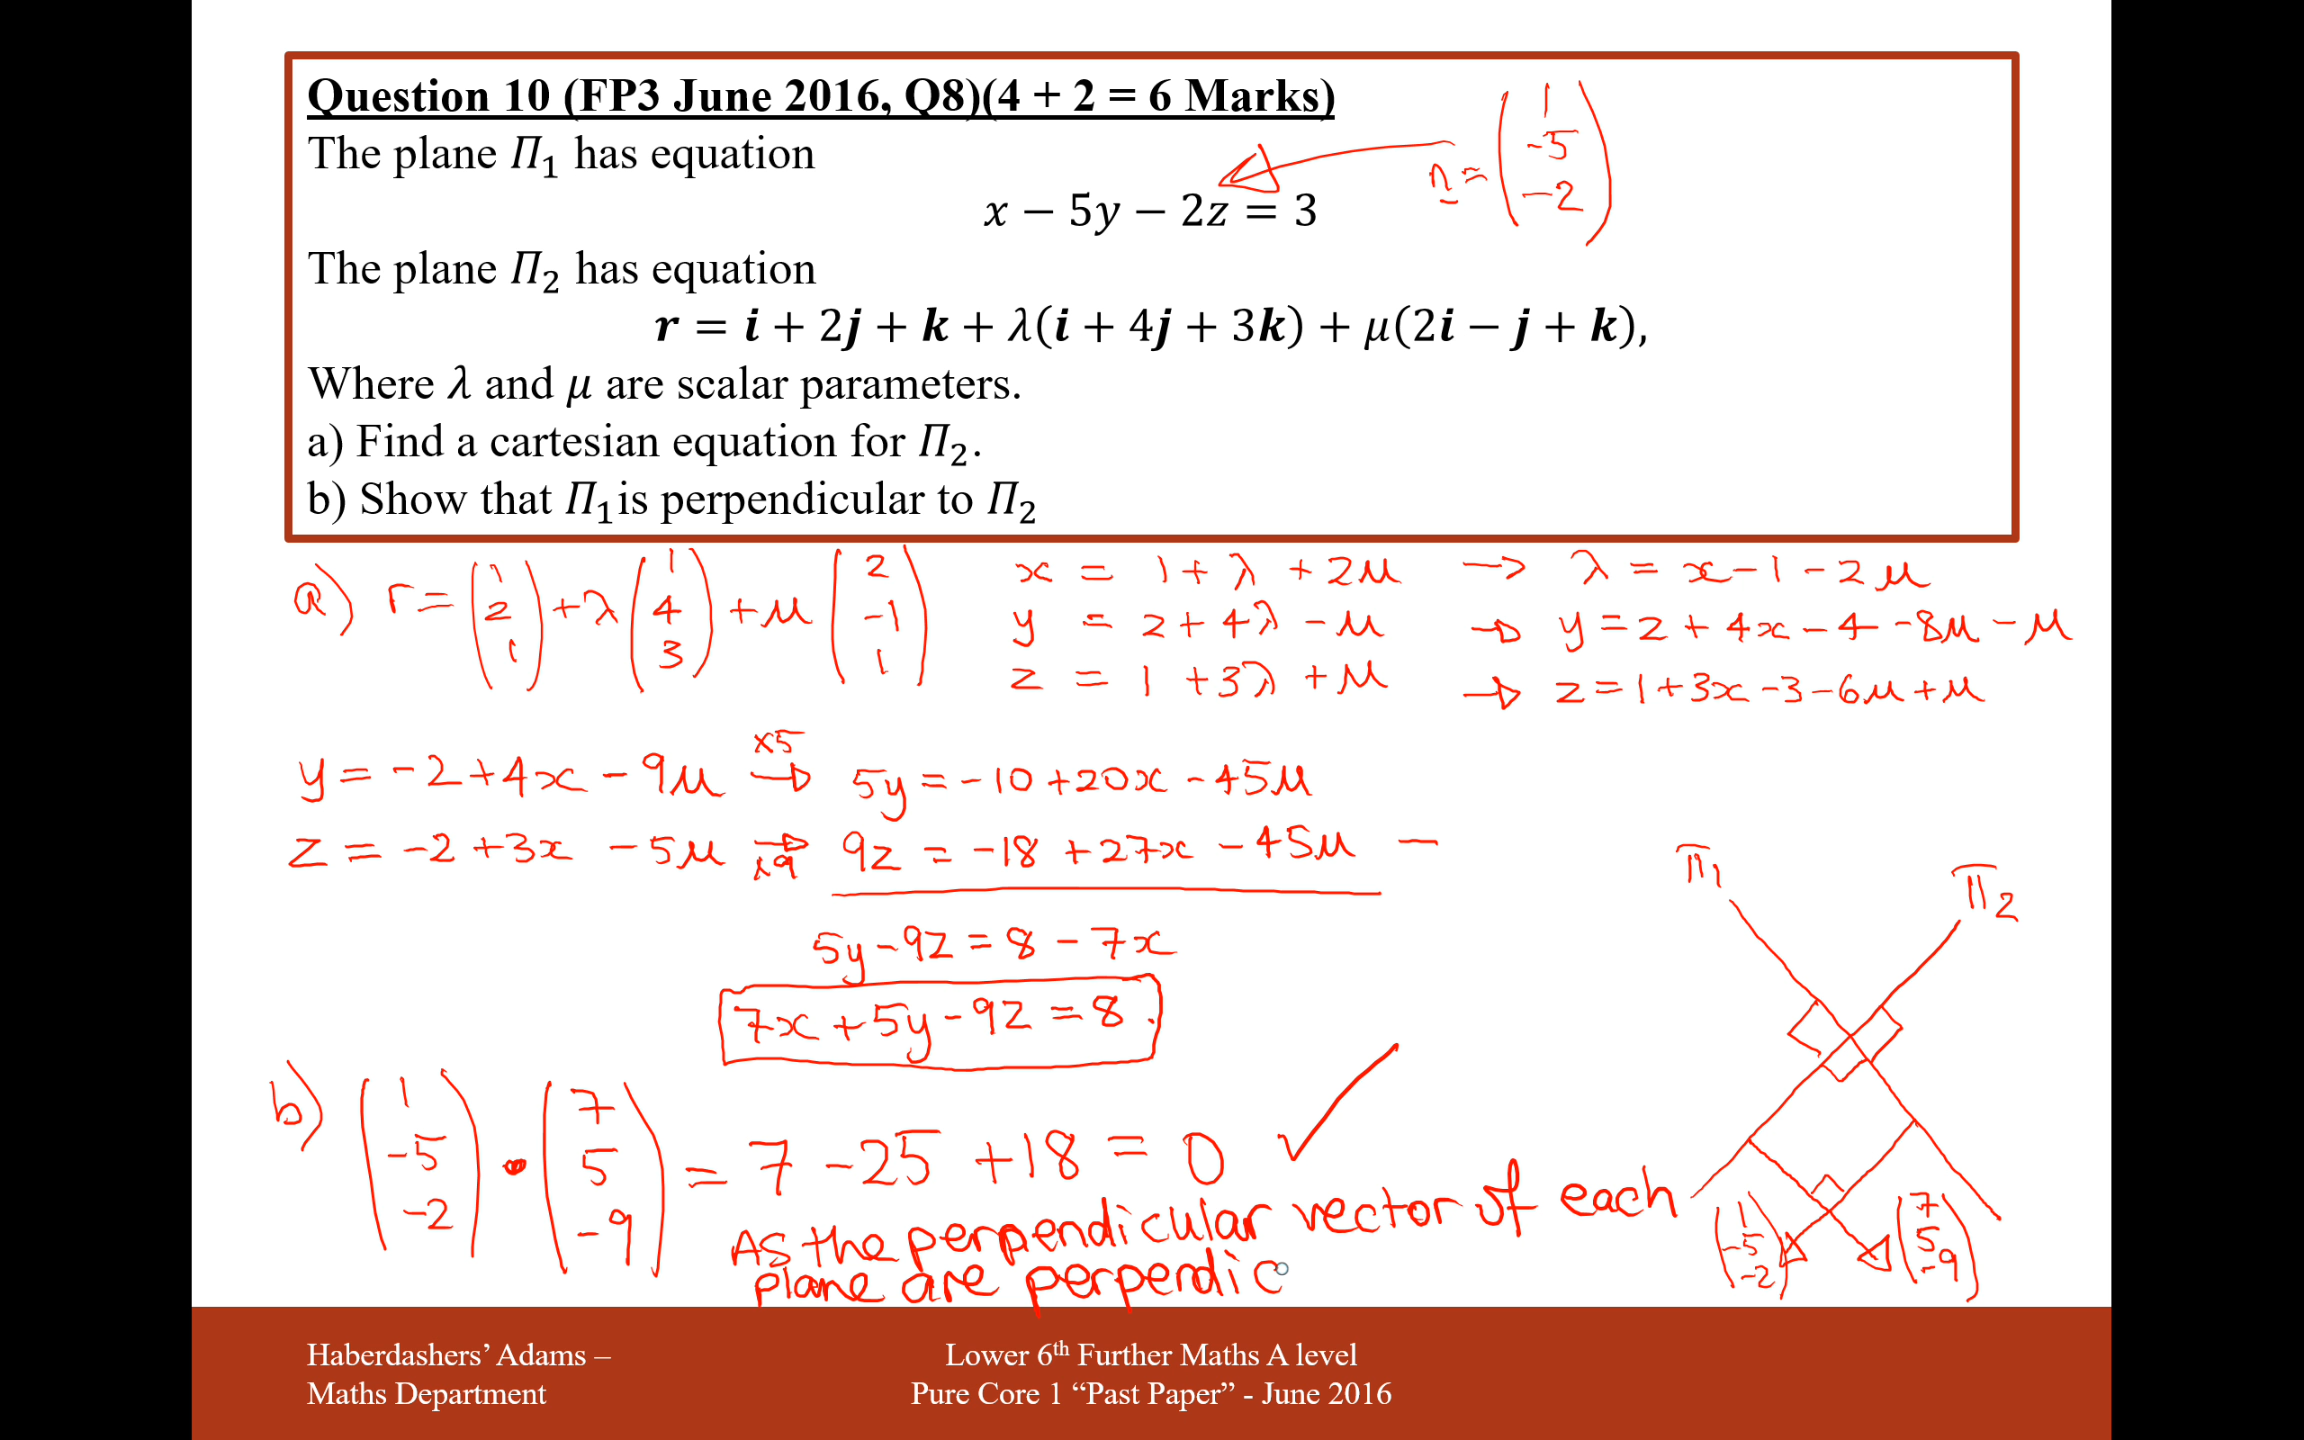 Question 10 (FP3 June 2016, Q8)(4 + 2 = 6 Marks)
The plane Π₁ has equation
x − 5y − 2z = 3
n = (1 -5 -2)
The plane Π₂ has equation
r = i + 2j + k + λ(i + 4j + 3k) + μ(2i − j + k),
Where λ and μ are scalar parameters.
a) Find a cartesian equation for Π₂.
b) Show that Π₁is perpendicular to Π₂
a) r = (1 2 1) + λ (1 4 3) + μ (2 -1 1)
x = 1 + λ + 2μ → λ = x - 1 - 2μ
y = 2 + 4λ - μ → y = 2 + 4x - 4 - 8μ - μ
z = 1 + 3λ + μ → z = 1 + 3x - 3 - 6μ + μ
y = -2 + 4x - 9μ ×5→ 5y = -10 + 20x - 45μ
z = -2 + 3x - 5μ →×9 9z = -18 + 27x - 45μ −
5y - 9z = 8 - 7x
7x + 5y - 9z = 8.
π₁ π₂
b) (1 -5 -2) • (7 5 -9) = 7 - 25 + 18 = 0 ✓
As the perpendicular vector of each
plane are perpendic
(1 -5 -2) (7 5 -9)
Haberdashers' Adams –
Maths Department
Lower 6th Further Maths A level
Pure Core 1 “Past Paper” - June 2016